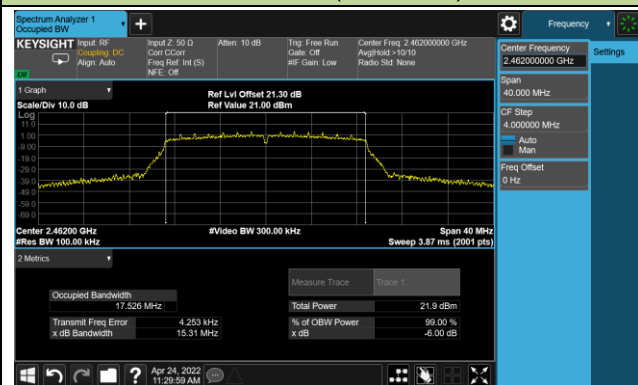 Spectrum Analyzer 1
Occupied BW
Frequency
KEYSIGHT
Input: RF
Coupling: DC
Align: Auto
Input Z: 50 Ω
Corr CCorr
Freq Ref: Int (S)
NFE: Off
Atten: 10 dB
Trig: Free Run
Gate: Off
#IF Gain: Low
Center Freq: 2.462000000 GHz
Avg|Hold:>10/10
Radio Std: None
Center Frequency
2.462000000 GHz
Settings
Span
40.000 MHz
CF Step
4.000000 MHz
Auto
Man
Freq Offset
0 Hz
1 Graph
Scale/Div 10.0 dB
Ref Lvl Offset 21.30 dB
Ref Value 21.00 dBm
Log
11.0
1.00
-9.00
-19.0
-29.0
-39.0
-49.0
-59.0
-69.0
Center 2.46200 GHz
#Res BW 100.00 kHz
#Video BW 300.00 kHz
Span 40 MHz
Sweep 3.87 ms (2001 pts)
2 Metrics
Measure Trace
Trace 1
Occupied Bandwidth
17.526 MHz
Total Power
21.9 dBm
Transmit Freq Error
4.253 kHz
% of OBW Power
99.00 %
x dB Bandwidth
15.31 MHz
x dB
-6.00 dB
?
Apr 24, 2022
11:29:59 AM